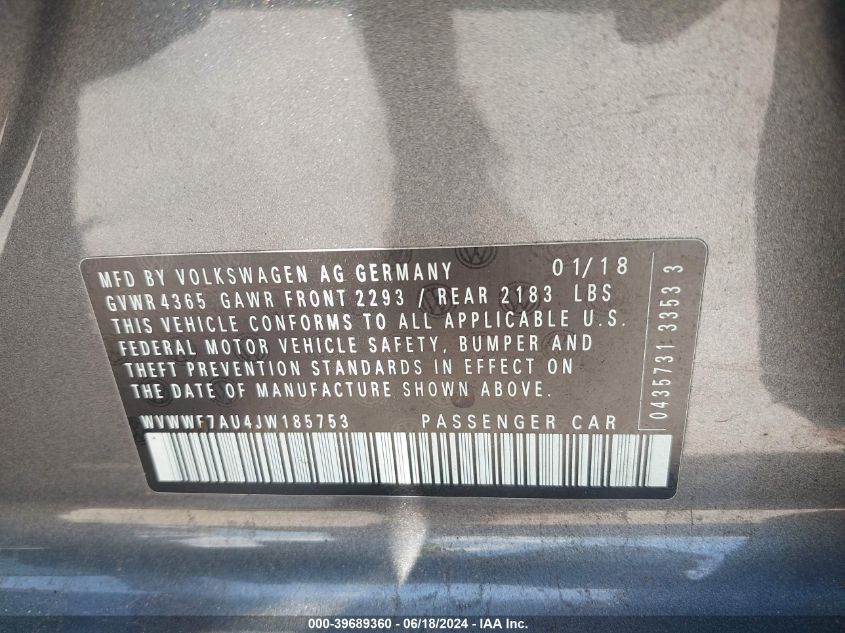 MFD BY VOLKSWAGEN AG GERMANY 01/18
GVWR 4365 GAWR FRONT 2293 / REAR 2183 LBS
THIS VEHICLE CONFORMS TO ALL APPLICABLE U.S.
FEDERAL MOTOR VEHICLE SAFETY, BUMPER AND
THEFT PREVENTION STANDARDS IN EFFECT ON
THE DATE OF MANUFACTURE SHOWN ABOVE.
WVWWF7AU4JW185753 PASSENGER CAR
0435731 33533 3
000-39689360 - 06/18/2024 - IAA Inc.